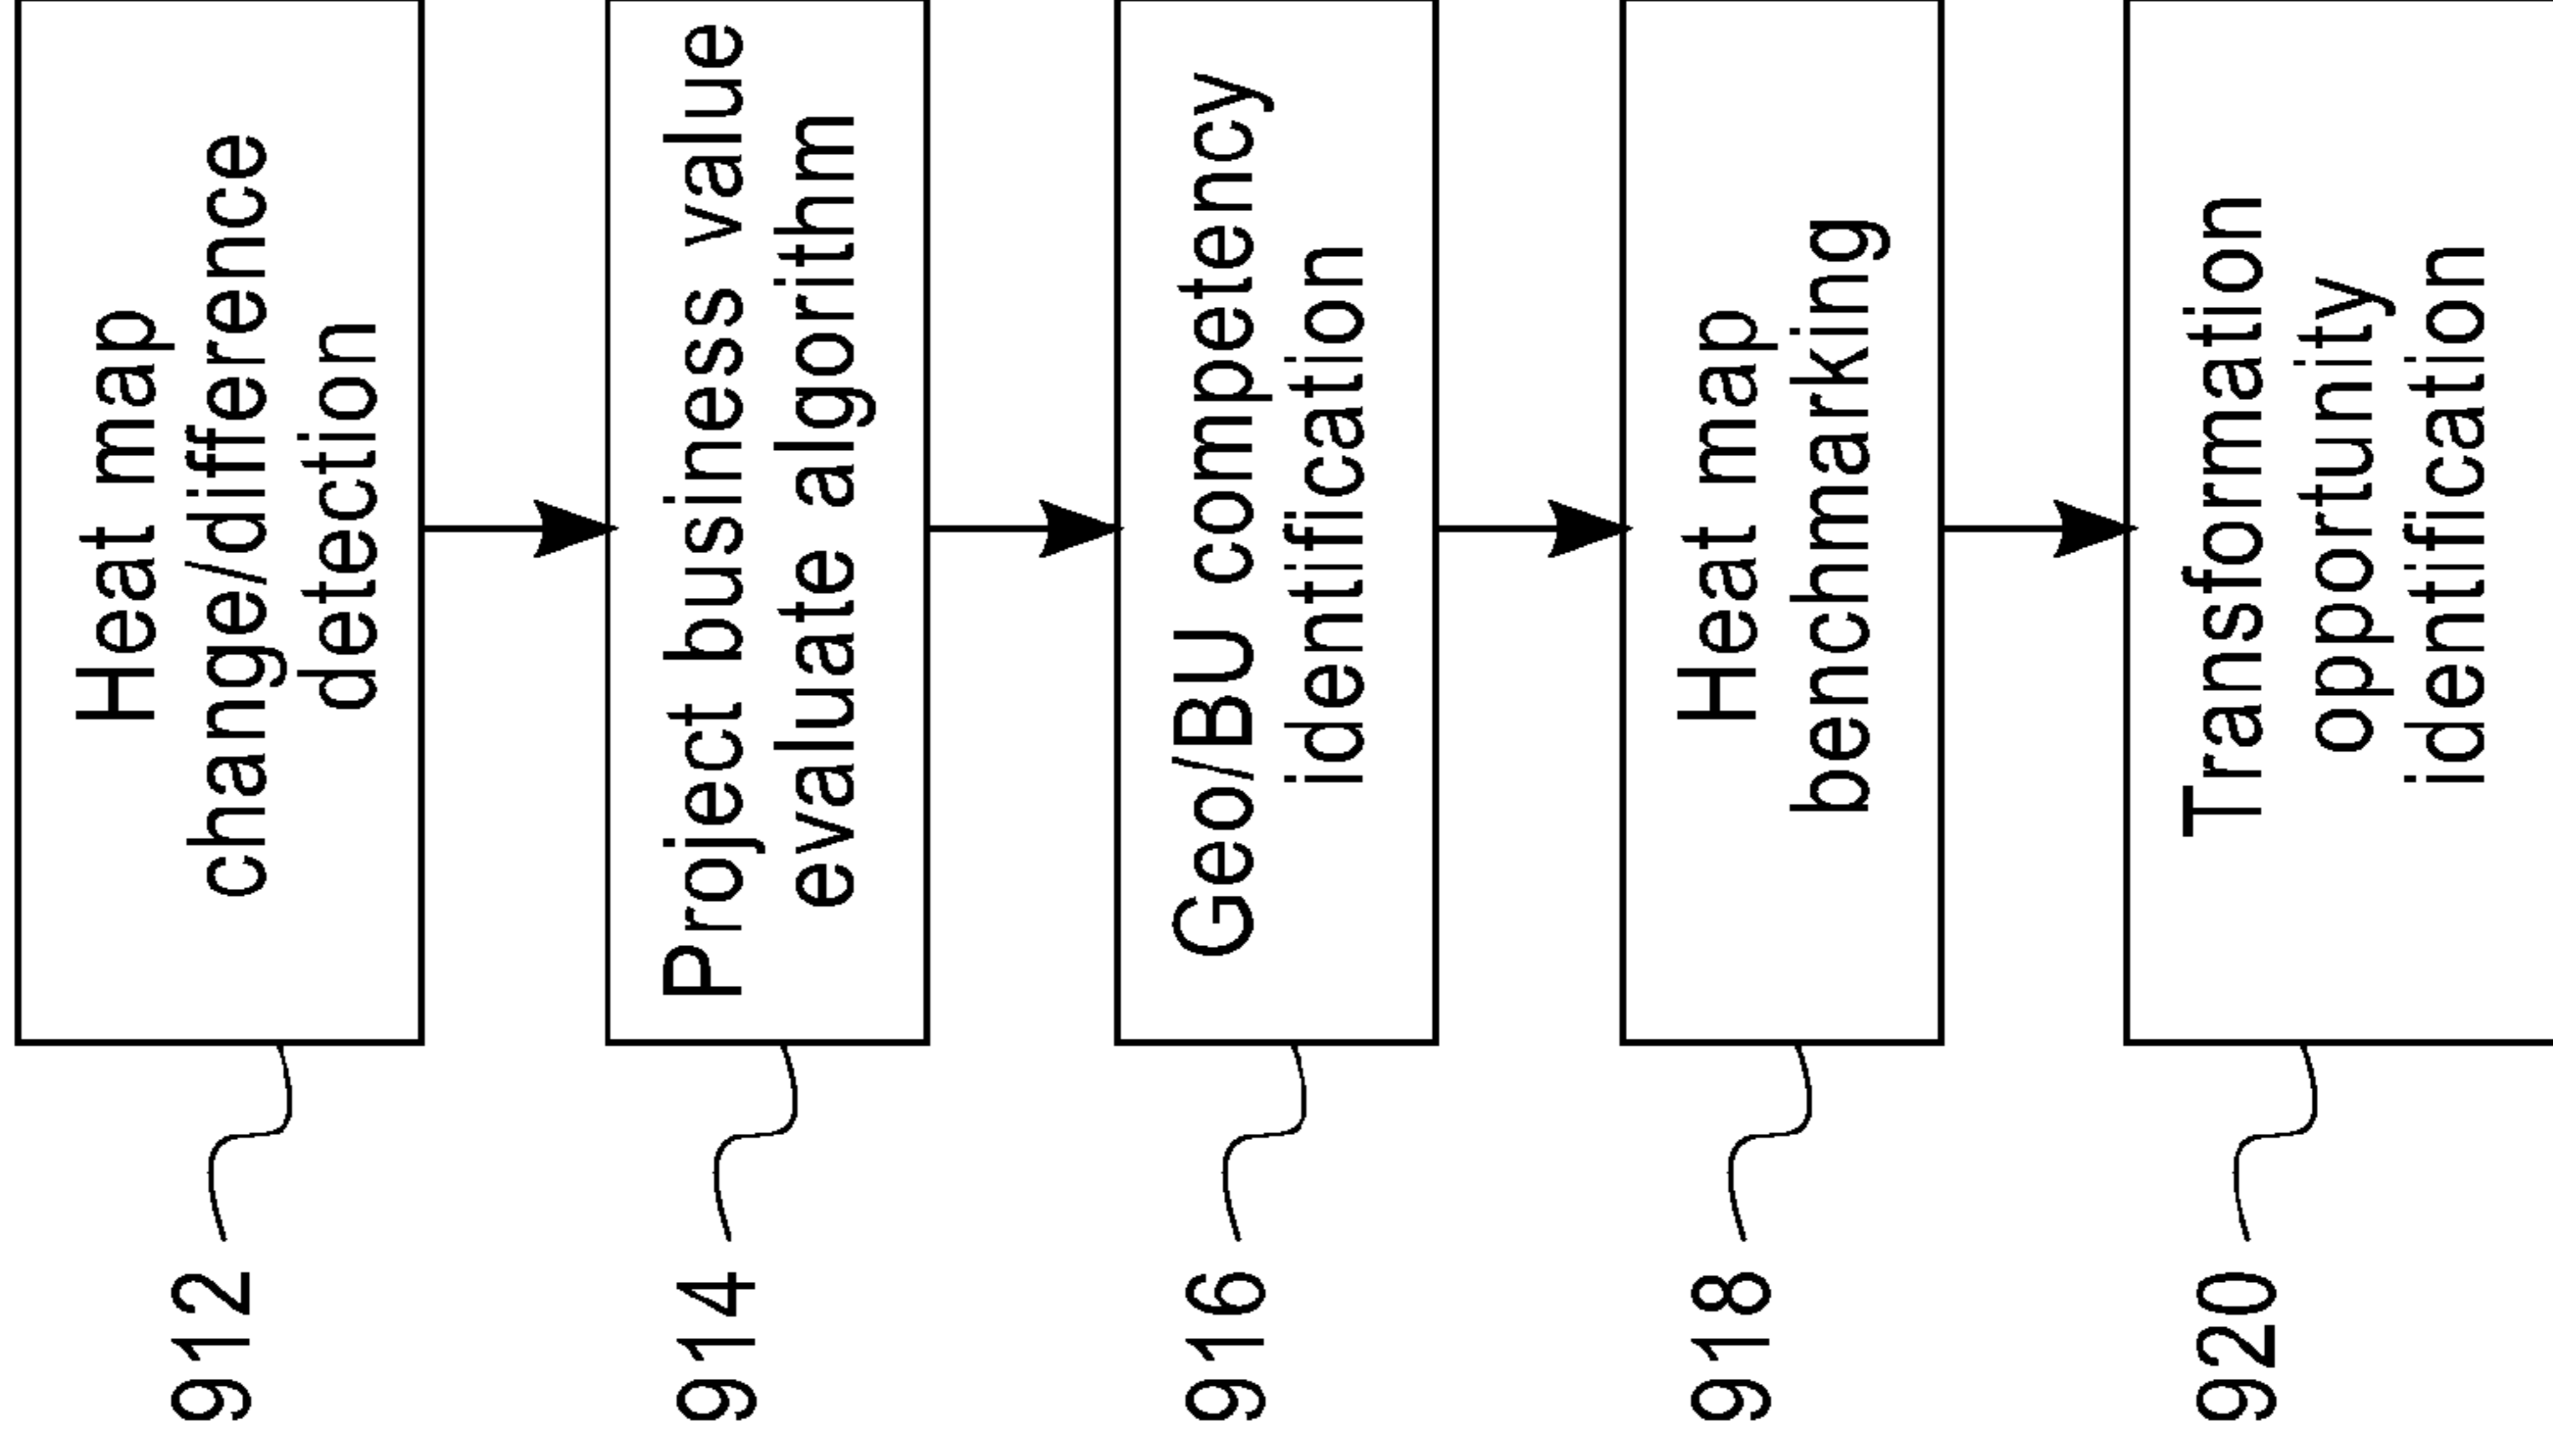 912
Heat map
change/difference
detection
914
Project business value
evaluate algorithm
916
Geo/BU competency
identification
918
Heat map
benchmarking
920
Transformation
opportunity
identification